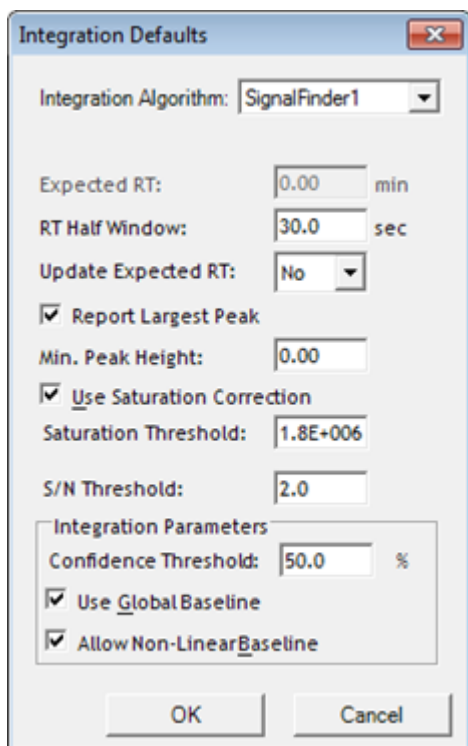 Integration Defaults
Integration Algorithm: SignalFinder1
Expected RT: 0.00 min
RT Half Window: 30.0 sec
Update Expected RT: No
Report Largest Peak
Min. Peak Height: 0.00
Use Saturation Correction
Saturation Threshold: 1.8E+006
S/N Threshold: 2.0
Integration Parameters
Confidence Threshold: 50.0 %
Use Global Baseline
Allow Non-LinearBaseline
OK Cancel